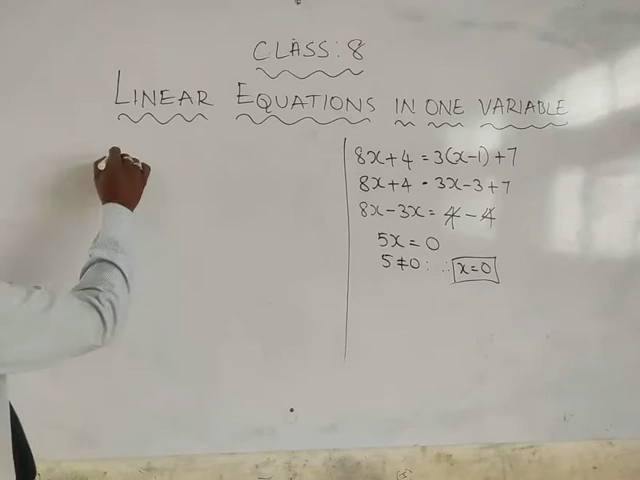 CLASS: 8
LINEAR EQUATIONS IN ONE VARIABLE
8x+4 = 3(x-1)+7
8x+4 = 3x-3+7
8x-3x = 4-4
5x = 0
5≠0 : ∴ x=0